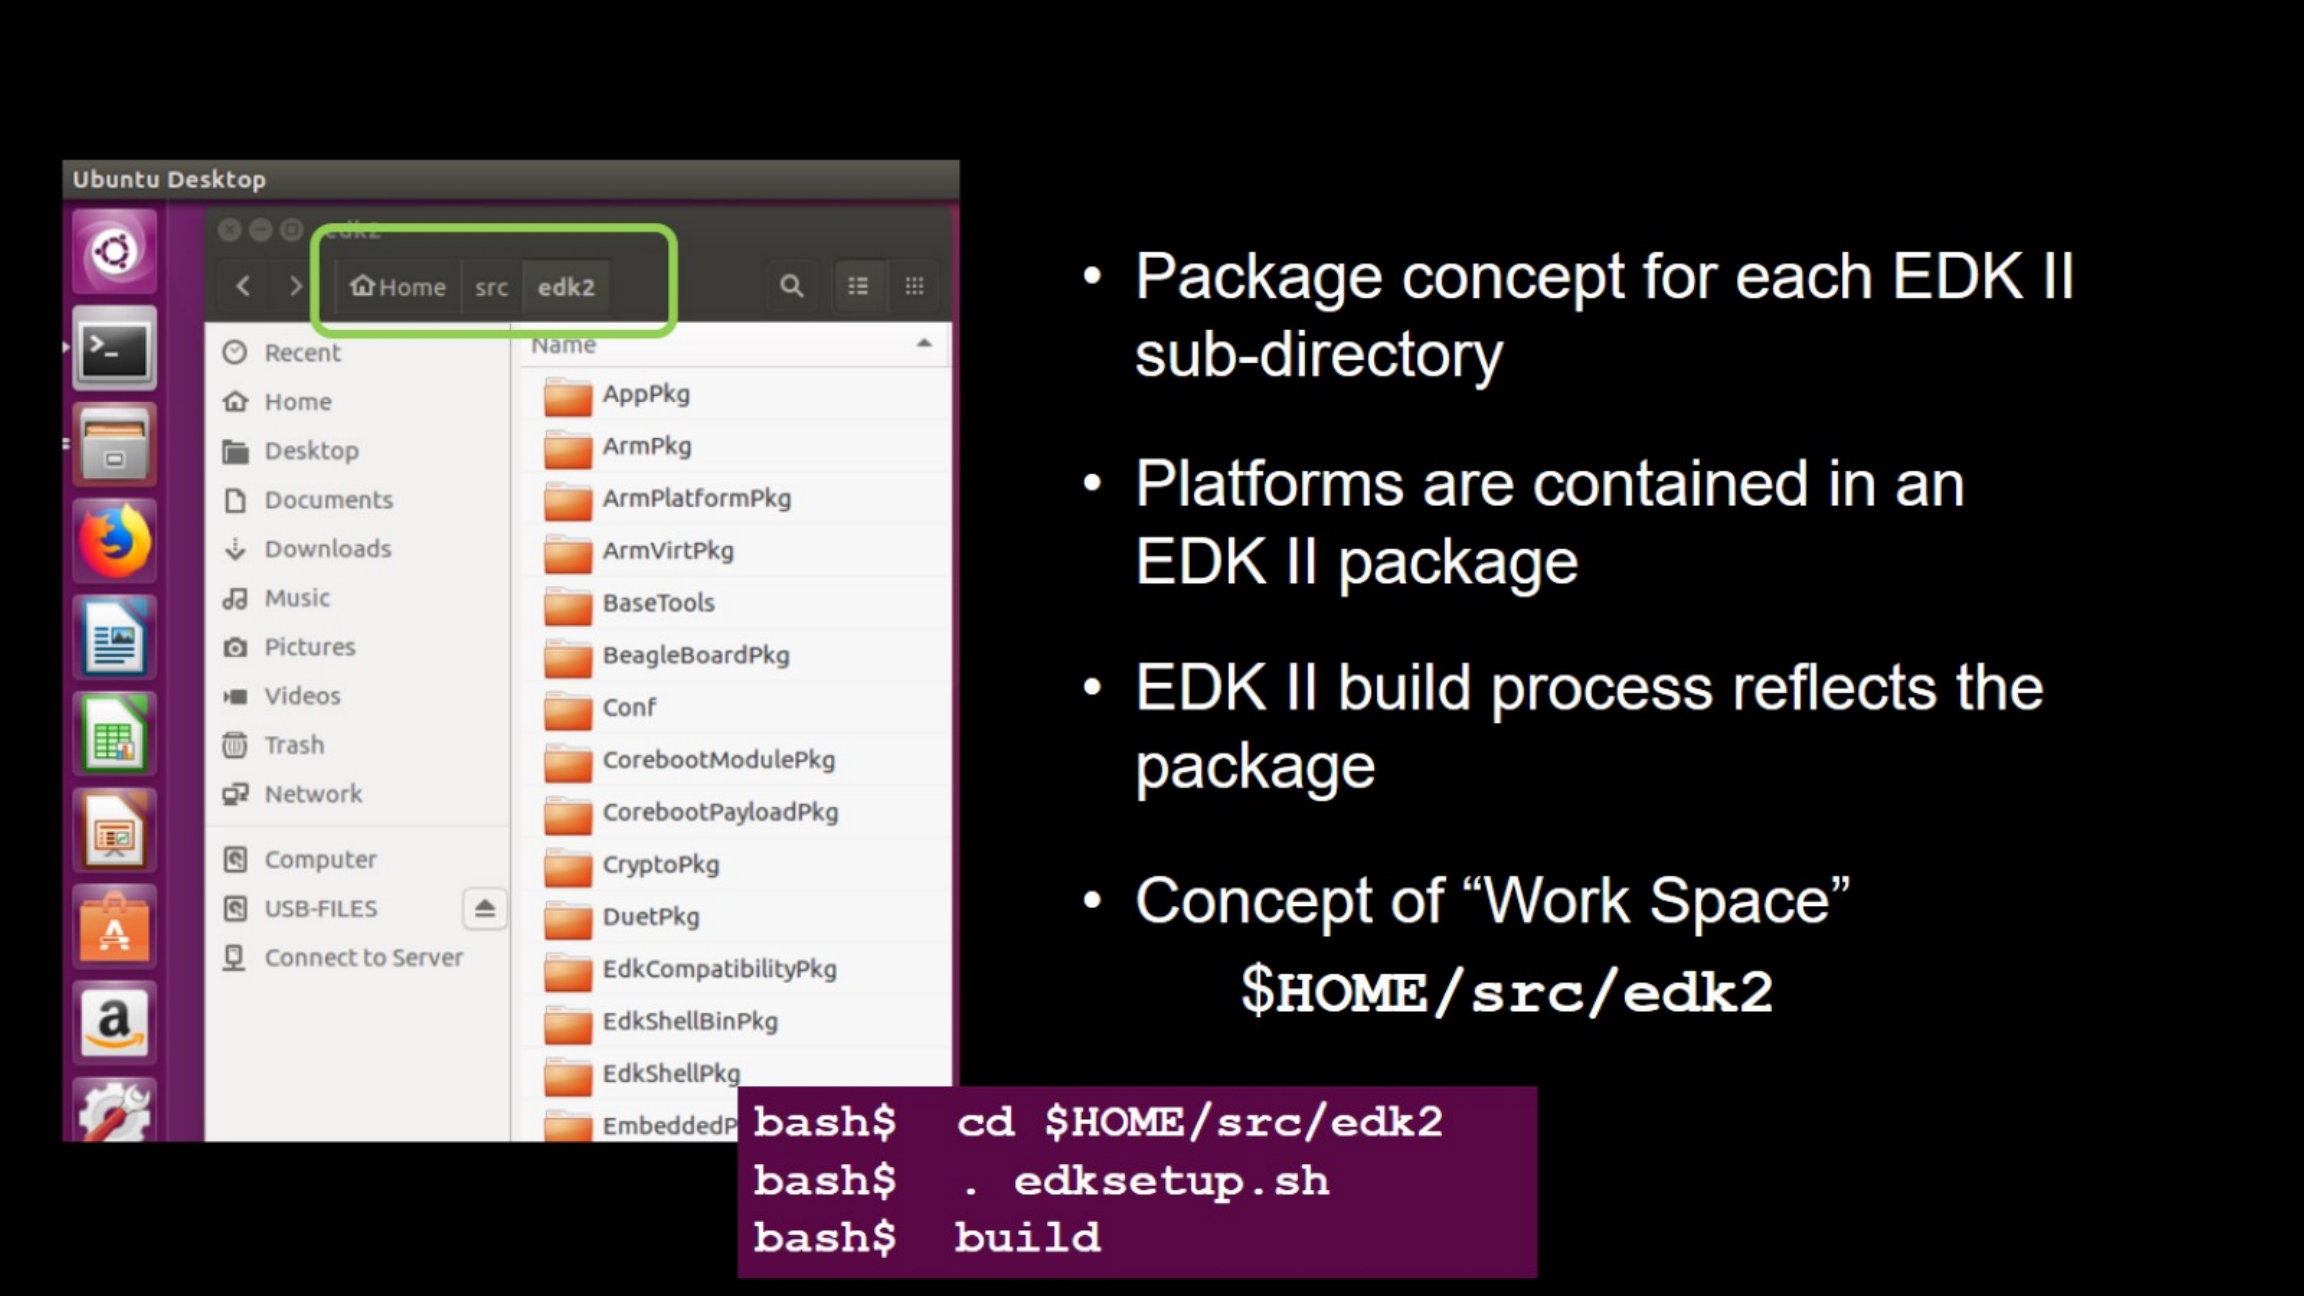 Ubuntu Desktop
edk2
Home src edk2
Recent
Home
Desktop
Documents
Downloads
Music
Pictures
Videos
Trash
Network
Computer
USB-FILES
Connect to Server
Name
AppPkg
ArmPkg
ArmPlatformPkg
ArmVirtPkg
BaseTools
BeagleBoardPkg
Conf
CorebootModulePkg
CorebootPayloadPkg
CryptoPkg
DuetPkg
EdkCompatibilityPkg
EdkShellBinPkg
EdkShellPkg
EmbeddedP
• Package concept for each EDK II
sub-directory
• Platforms are contained in an
EDK II package
• EDK II build process reflects the
package
• Concept of “Work Space”
$HOME/src/edk2
bash$ cd $HOME/src/edk2
bash$ . edksetup.sh
bash$ build